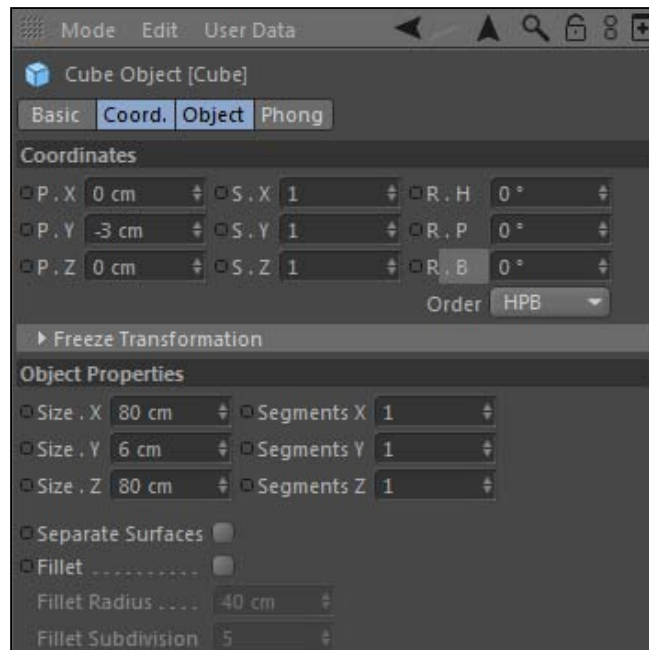 Mode Edit User Data
Cube Object [Cube]
Basic Coord. Object Phong
Coordinates
P . X 0 cm S . X 1 R . H 0 °
P . Y -3 cm S . Y 1 R . P 0 °
P . Z 0 cm S . Z 1 R . B 0 °
Order HPB
Freeze Transformation
Object Properties
Size . X 80 cm Segments X 1
Size . Y 6 cm Segments Y 1
Size . Z 80 cm Segments Z 1
Separate Surfaces
Fillet . . . . . . . . . .
Fillet Radius . . . . 40 cm
Fillet Subdivision 5